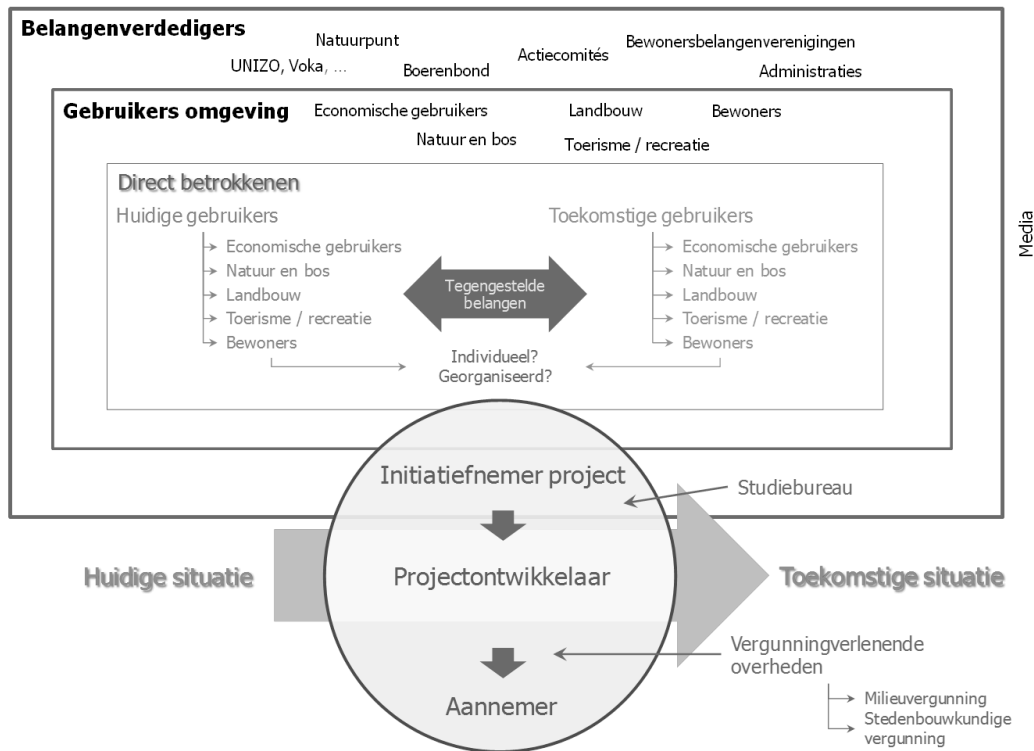 Belangenverdedigers
Natuurpunt
Bewonersbelangenverenigingen
Actiecomités
UNIZO, Voka, ...
Boerenbond
Administraties
Gebruikers omgeving
Economische gebruikers
Landbouw
Bewoners
Natuur en bos
Toerisme / recreatie
Media
Direct betrokkenen
Huidige gebruikers
Economische gebruikers
Natuur en bos
Landbouw
Toerisme / recreatie
Bewoners
Tegengestelde
belangen
Toekomstige gebruikers
Economische gebruikers
Natuur en bos
Landbouw
Toerisme / recreatie
Bewoners
Individueel?
Georganiseerd?
Initiatiefnemer project
Studiebureau
Huidige situatie
Projectontwikkelaar
Toekomstige situatie
Vergunningverlenende
overheden
Aannemer
Milieuvergunning
Stedenbouwkundige
vergunning